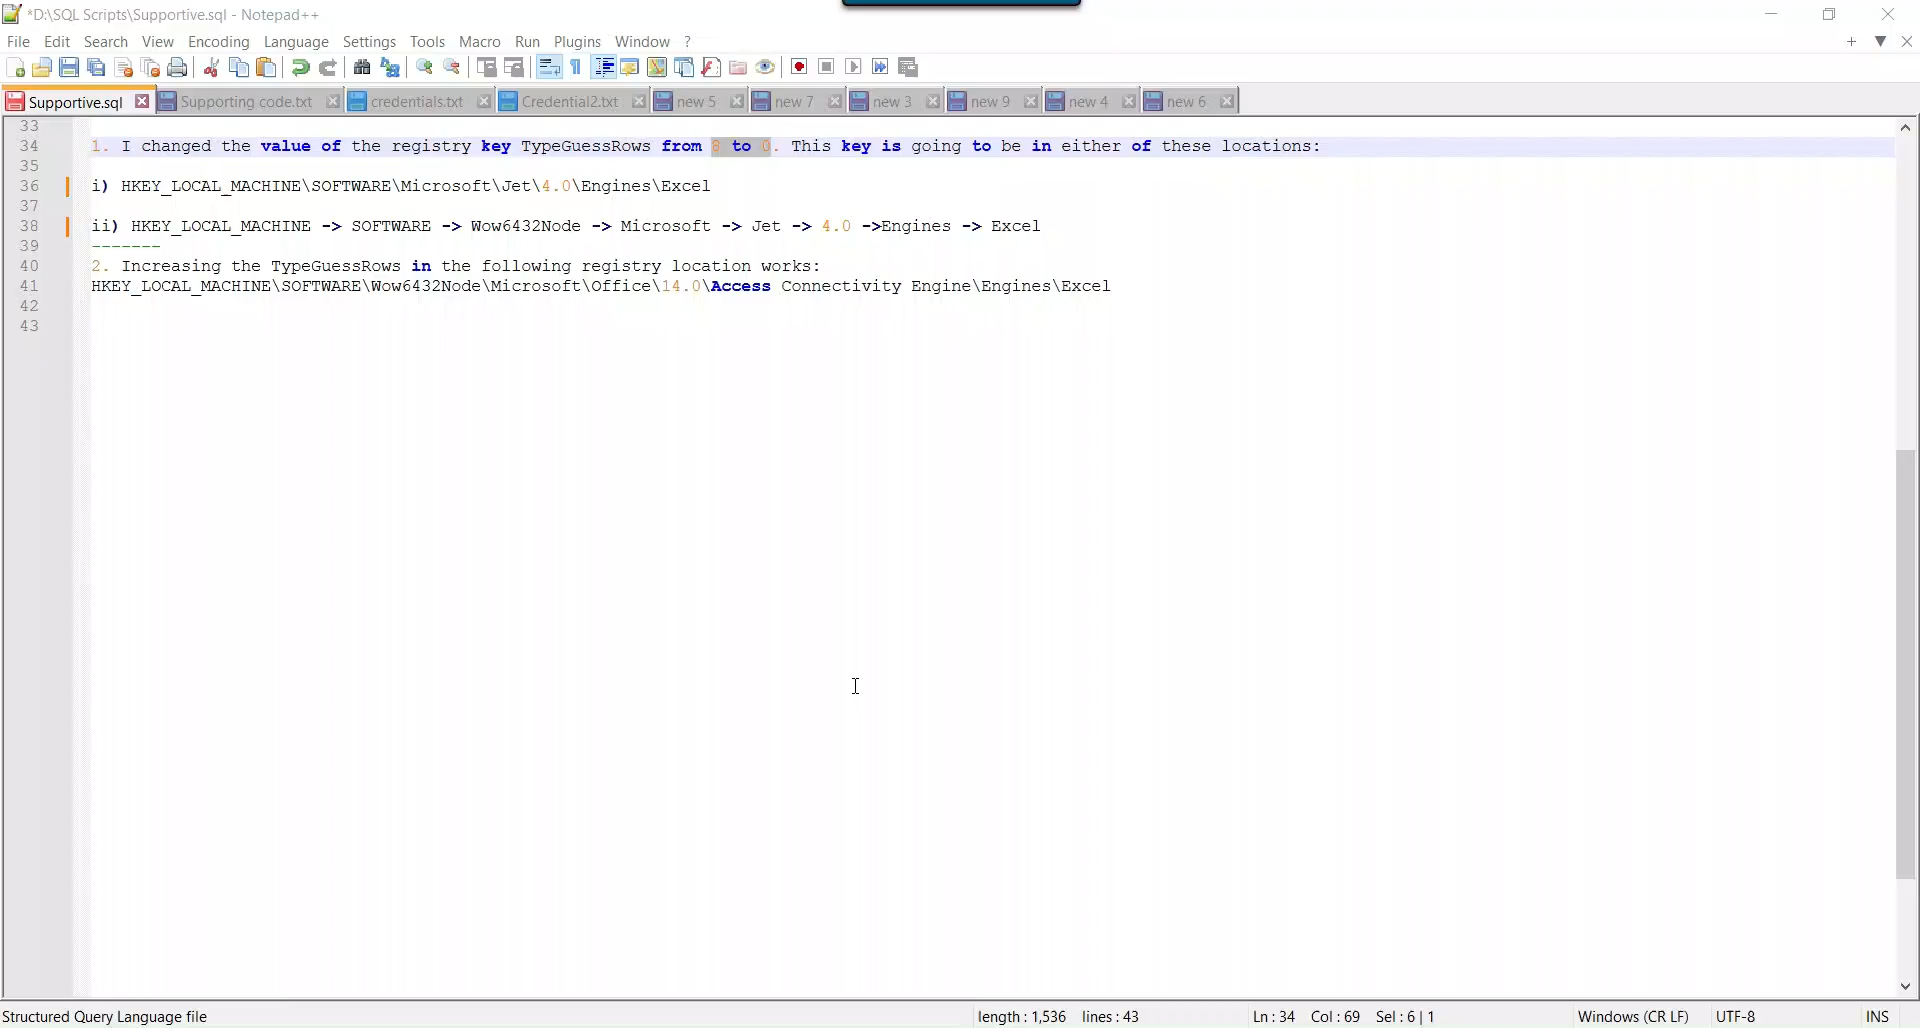 *D:\SQL Scripts\Supportive.sql - Notepad++
File Edit Search View Encoding Language Settings Tools Macro Run Plugins Window ?
Supportive.sql Supporting code.txt credentials.txt Credential2.txt new 5 new 7 new 3 new 9 new 4 new 6
33
34 1. I changed the value of the registry key TypeGuessRows from 8 to 0. This key is going to be in either of these locations:
35
36 i) HKEY_LOCAL_MACHINE\SOFTWARE\Microsoft\Jet\4.0\Engines\Excel
37
38 ii) HKEY_LOCAL_MACHINE -> SOFTWARE -> Wow6432Node -> Microsoft -> Jet -> 4.0 ->Engines -> Excel
39 -------
40 2. Increasing the TypeGuessRows in the following registry location works:
41 HKEY_LOCAL_MACHINE\SOFTWARE\Wow6432Node\Microsoft\Office\14.0\Access Connectivity Engine\Engines\Excel
42
43
Structured Query Language file length : 1,536 lines : 43 Ln : 34 Col : 69 Sel : 6 | 1 Windows (CR LF) UTF-8 INS